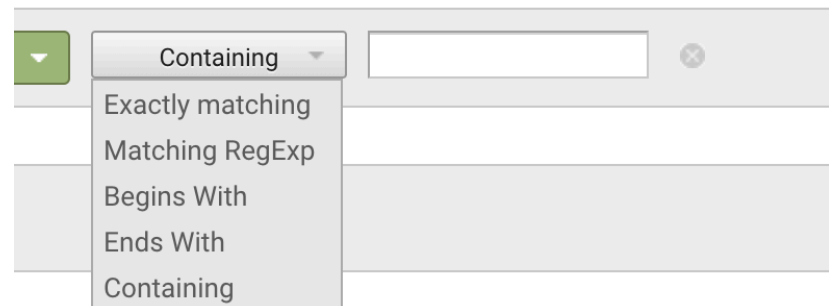 Containing
Exactly matching
Matching RegExp
Begins With
Ends With
Containing